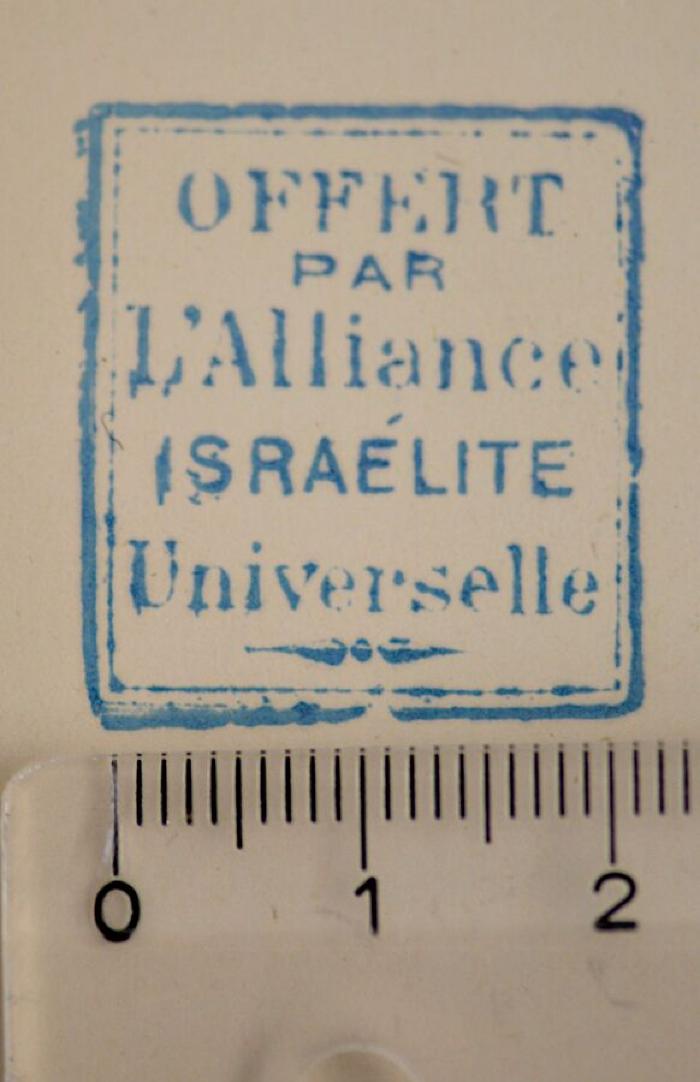 OFFERT
PAR
L'Alliance
ISRAÉLITE
Universelle
0 1 2